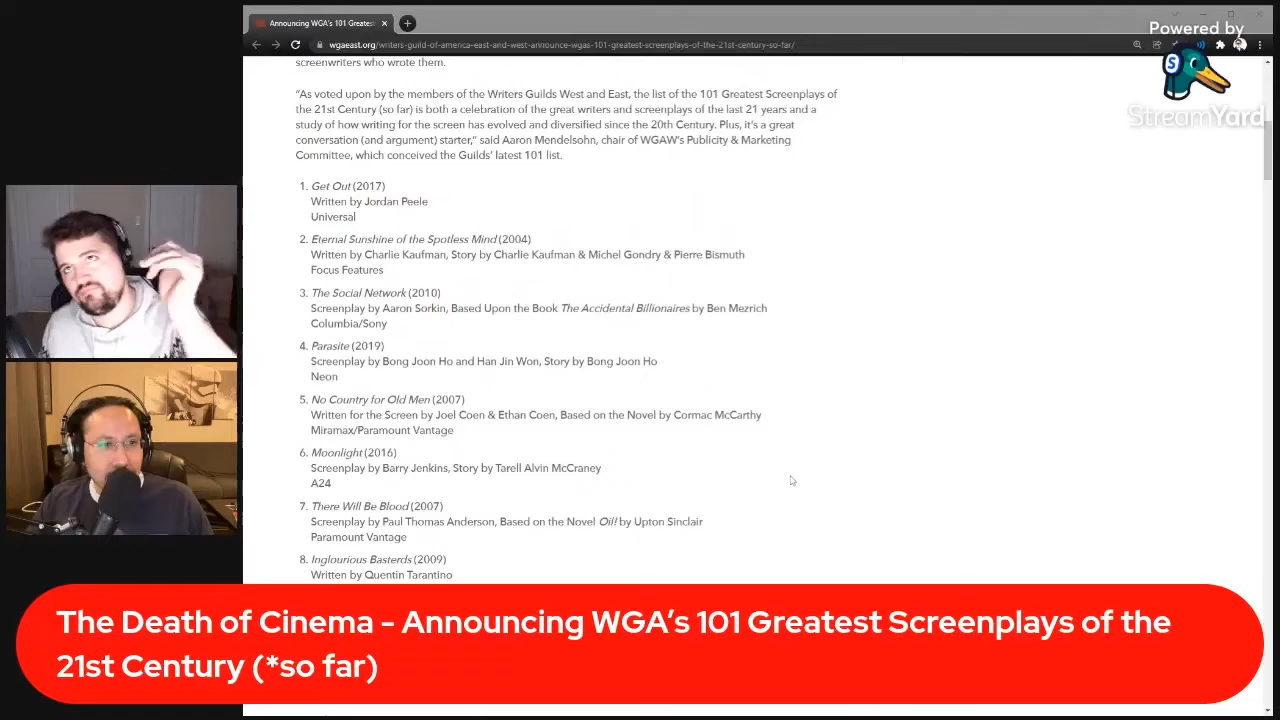 Announcing WGA's 101 Greates
wgaeast.org/writers-guild-of-america-east-and-west-announce-wgas-101-greatest-screenplays-of-the-21st-century-so-far/
Powered by
S
StreamYard
screenwriters who wrote them.
“As voted upon by the members of the Writers Guilds West and East, the list of the 101 Greatest Screenplays of
the 21st Century (so far) is both a celebration of the great writers and screenplays of the last 21 years and a
study of how writing for the screen has evolved and diversified since the 20th Century. Plus, it’s a great
conversation (and argument) starter,” said Aaron Mendelsohn, chair of WGAW’s Publicity & Marketing
Committee, which conceived the Guilds’ latest 101 list.
1. Get Out (2017)
Written by Jordan Peele
Universal
2. Eternal Sunshine of the Spotless Mind (2004)
Written by Charlie Kaufman, Story by Charlie Kaufman & Michel Gondry & Pierre Bismuth
Focus Features
3. The Social Network (2010)
Screenplay by Aaron Sorkin, Based Upon the Book The Accidental Billionaires by Ben Mezrich
Columbia/Sony
4. Parasite (2019)
Screenplay by Bong Joon Ho and Han Jin Won, Story by Bong Joon Ho
Neon
5. No Country for Old Men (2007)
Written for the Screen by Joel Coen & Ethan Coen, Based on the Novel by Cormac McCarthy
Miramax/Paramount Vantage
6. Moonlight (2016)
Screenplay by Barry Jenkins, Story by Tarell Alvin McCraney
A24
7. There Will Be Blood (2007)
Screenplay by Paul Thomas Anderson, Based on the Novel Oil! by Upton Sinclair
Paramount Vantage
8. Inglourious Basterds (2009)
Written by Quentin Tarantino
The Death of Cinema - Announcing WGA’s 101 Greatest Screenplays of the
21st Century (*so far)